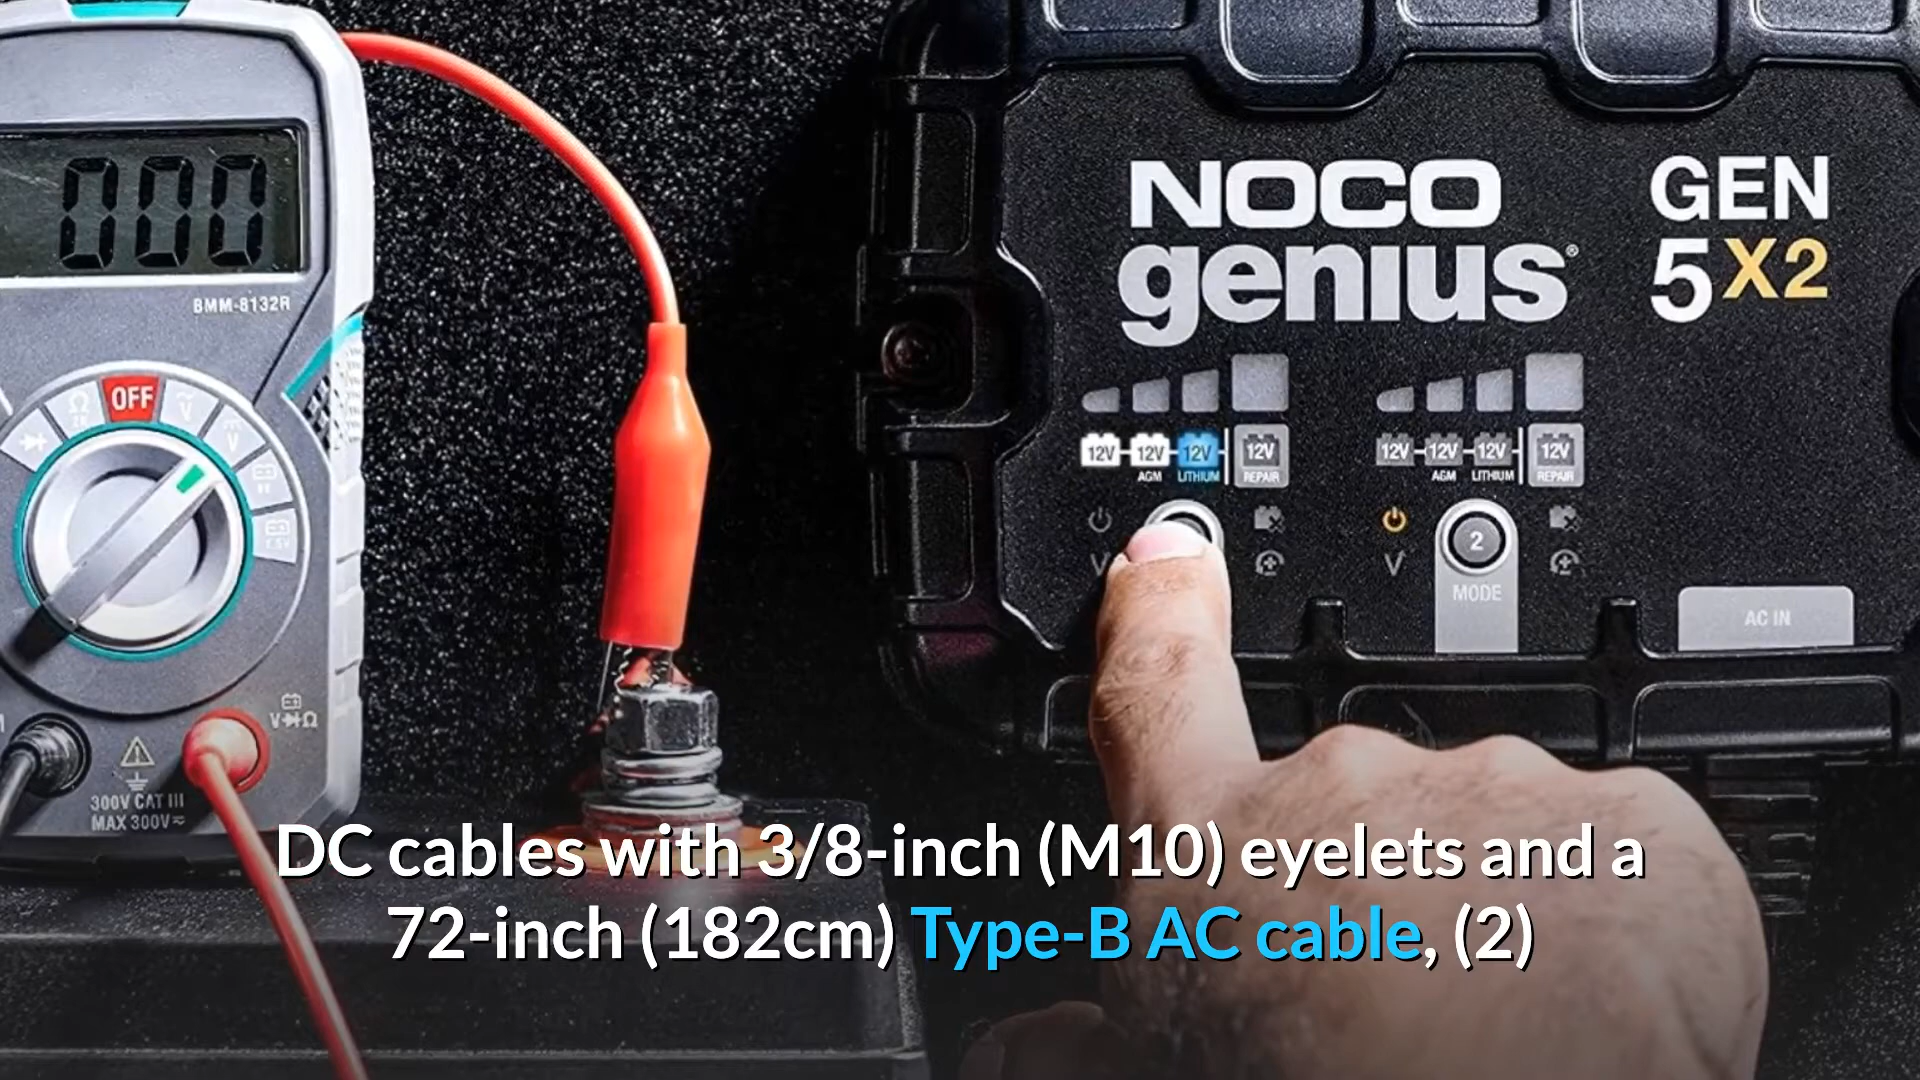 000
BMM-8132R
OFF
V
V
V
Ω
300V CAT III
MAX 300V
NOCO
genius®
GEN
5X2
12V 12V 12V 12V
AGM LITHIUM REPAIR
12V 12V 12V 12V
AGM LITHIUM REPAIR
V
V
2
MODE
AC IN
DC cables with 3/8-inch (M10) eyelets and a
72-inch (182cm) Type-B AC cable, (2)